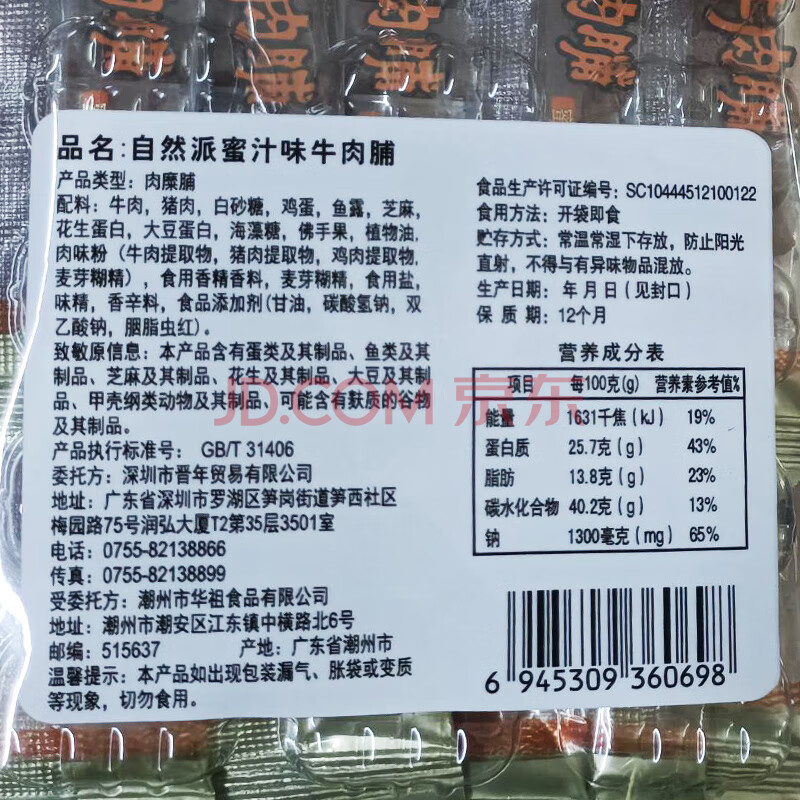 肉脯
肉脯
肉脯
肉脯
牛肉脯
品名:自然派蜜汁味牛肉脯
产品类型: 肉糜脯
配料: 牛肉, 猪肉, 白砂糖, 鸡蛋, 鱼露, 芝麻,
花生蛋白, 大豆蛋白, 海藻糖, 佛手果, 植物油,
肉味粉 (牛肉提取物, 猪肉提取物, 鸡肉提取物,
麦芽糊精) , 食用香精香料, 麦芽糊精, 食用盐,
味精, 香辛料, 食品添加剂(甘油, 碳酸氢钠, 双
乙酸钠, 胭脂虫红)。
致敏原信息: 本产品含有蛋类及其制品、鱼类及其
制品、芝麻及其制品、花生及其制品、大豆及其制
品、甲壳纲类动物及其制品、可能含有麸质的谷物
及其制品。
产品执行标准号: GB/T 31406
委托方: 深圳市晋年贸易有限公司
地址: 广东省深圳市罗湖区笋岗街道笋西社区
梅园路75号润弘大厦T2第35层3501室
电话: 0755-82138866
传真: 0755-82138899
受委托方: 潮州市华祖食品有限公司
地址: 潮州市潮安区江东镇中横路北6号
邮编: 515637 产地: 广东省潮州市
温馨提示: 本产品如出现包装漏气、胀袋或变质
等现象, 切勿食用。
食品生产许可证编号: SC10444512100122
食用方法: 开袋即食
贮存方式: 常温常湿下存放, 防止阳光
直射, 不得与有异味物品混放。
生产日期: 年 月 日 (见封口)
保 质 期: 12个月
营养成分表
项目 每100克(g) 营养素参考值%
能量 1631千焦(kJ) 19%
蛋白质 25.7克(g) 43%
脂肪 13.8克(g) 23%
碳水化合物 40.2克(g) 13%
钠 1300毫克(mg) 65%
6 945309 360698
JD.COM 京东